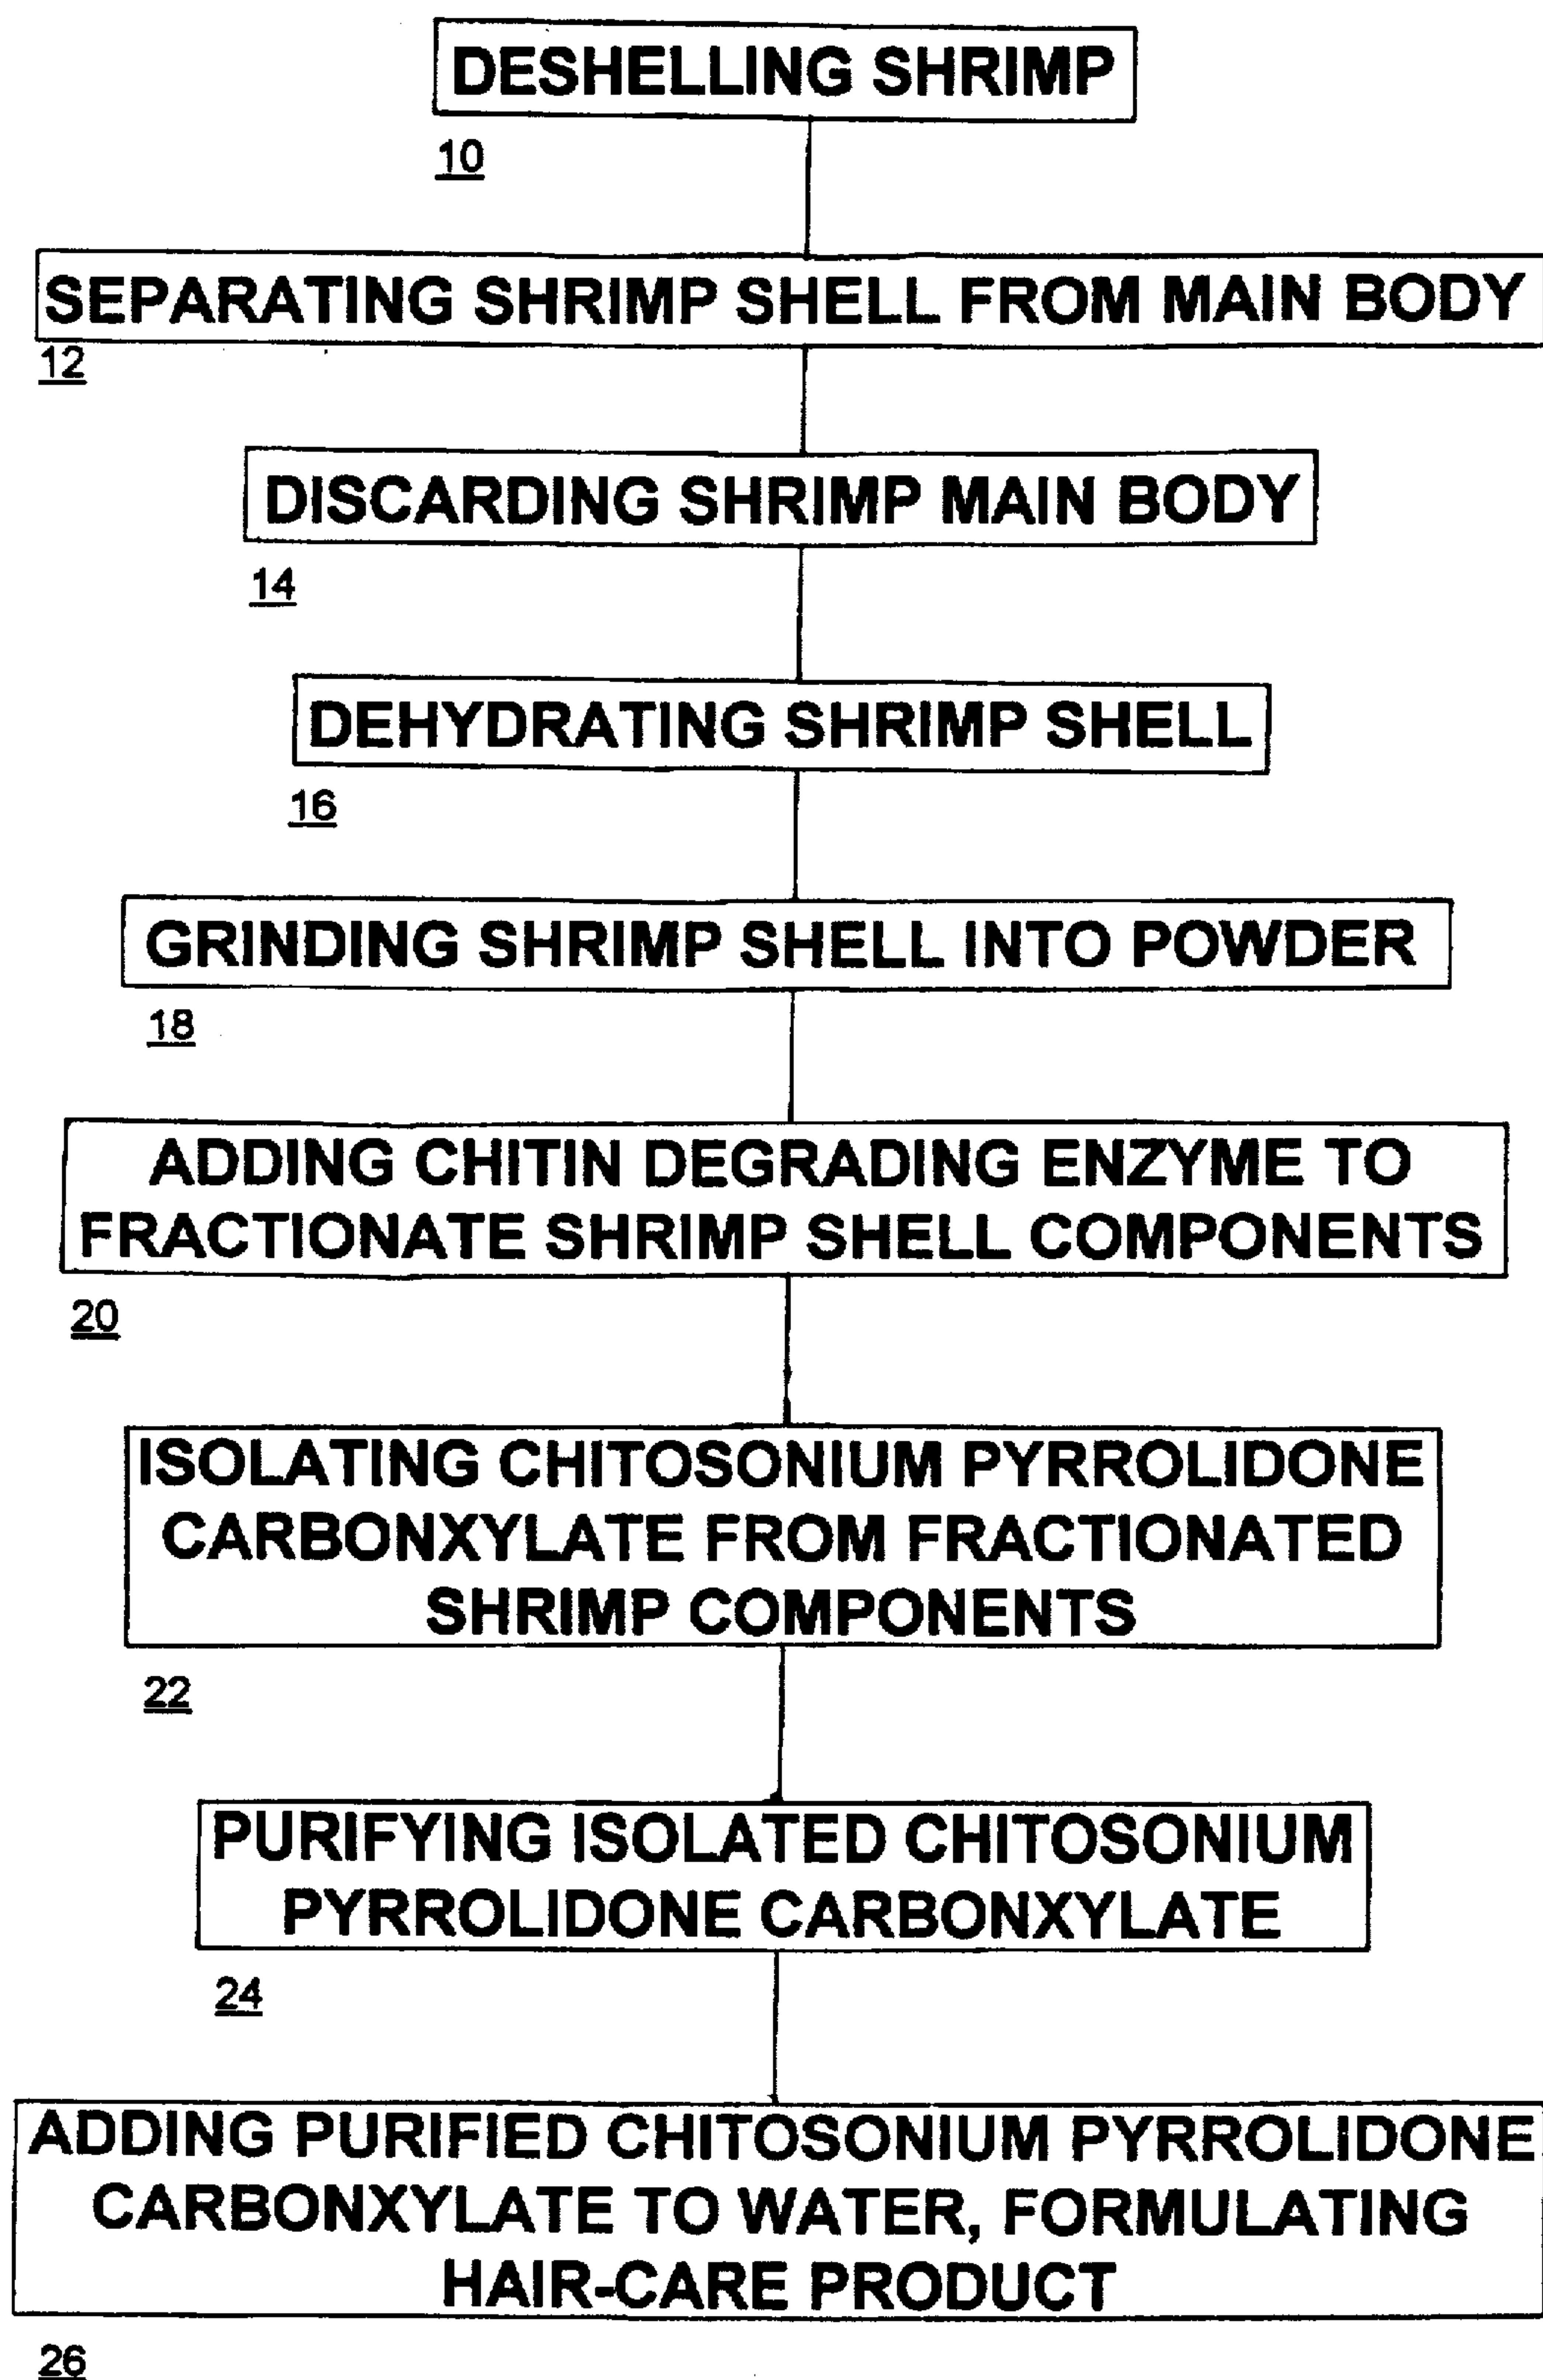 DESHELLING SHRIMP
10
SEPARATING SHRIMP SHELL FROM MAIN BODY
12
DISCARDING SHRIMP MAIN BODY
14
DEHYDRATING SHRIMP SHELL
16
GRINDING SHRIMP SHELL INTO POWDER
18
ADDING CHITIN DEGRADING ENZYME TO
FRACTIONATE SHRIMP SHELL COMPONENTS
20
ISOLATING CHITOSONIUM PYRROLIDONE
CARBONXYLATE FROM FRACTIONATED
SHRIMP COMPONENTS
22
PURIFYING ISOLATED CHITOSONIUM
PYRROLIDONE CARBONXYLATE
24
ADDING PURIFIED CHITOSONIUM PYRROLIDONE
CARBONXYLATE TO WATER, FORMULATING
HAIR-CARE PRODUCT
26